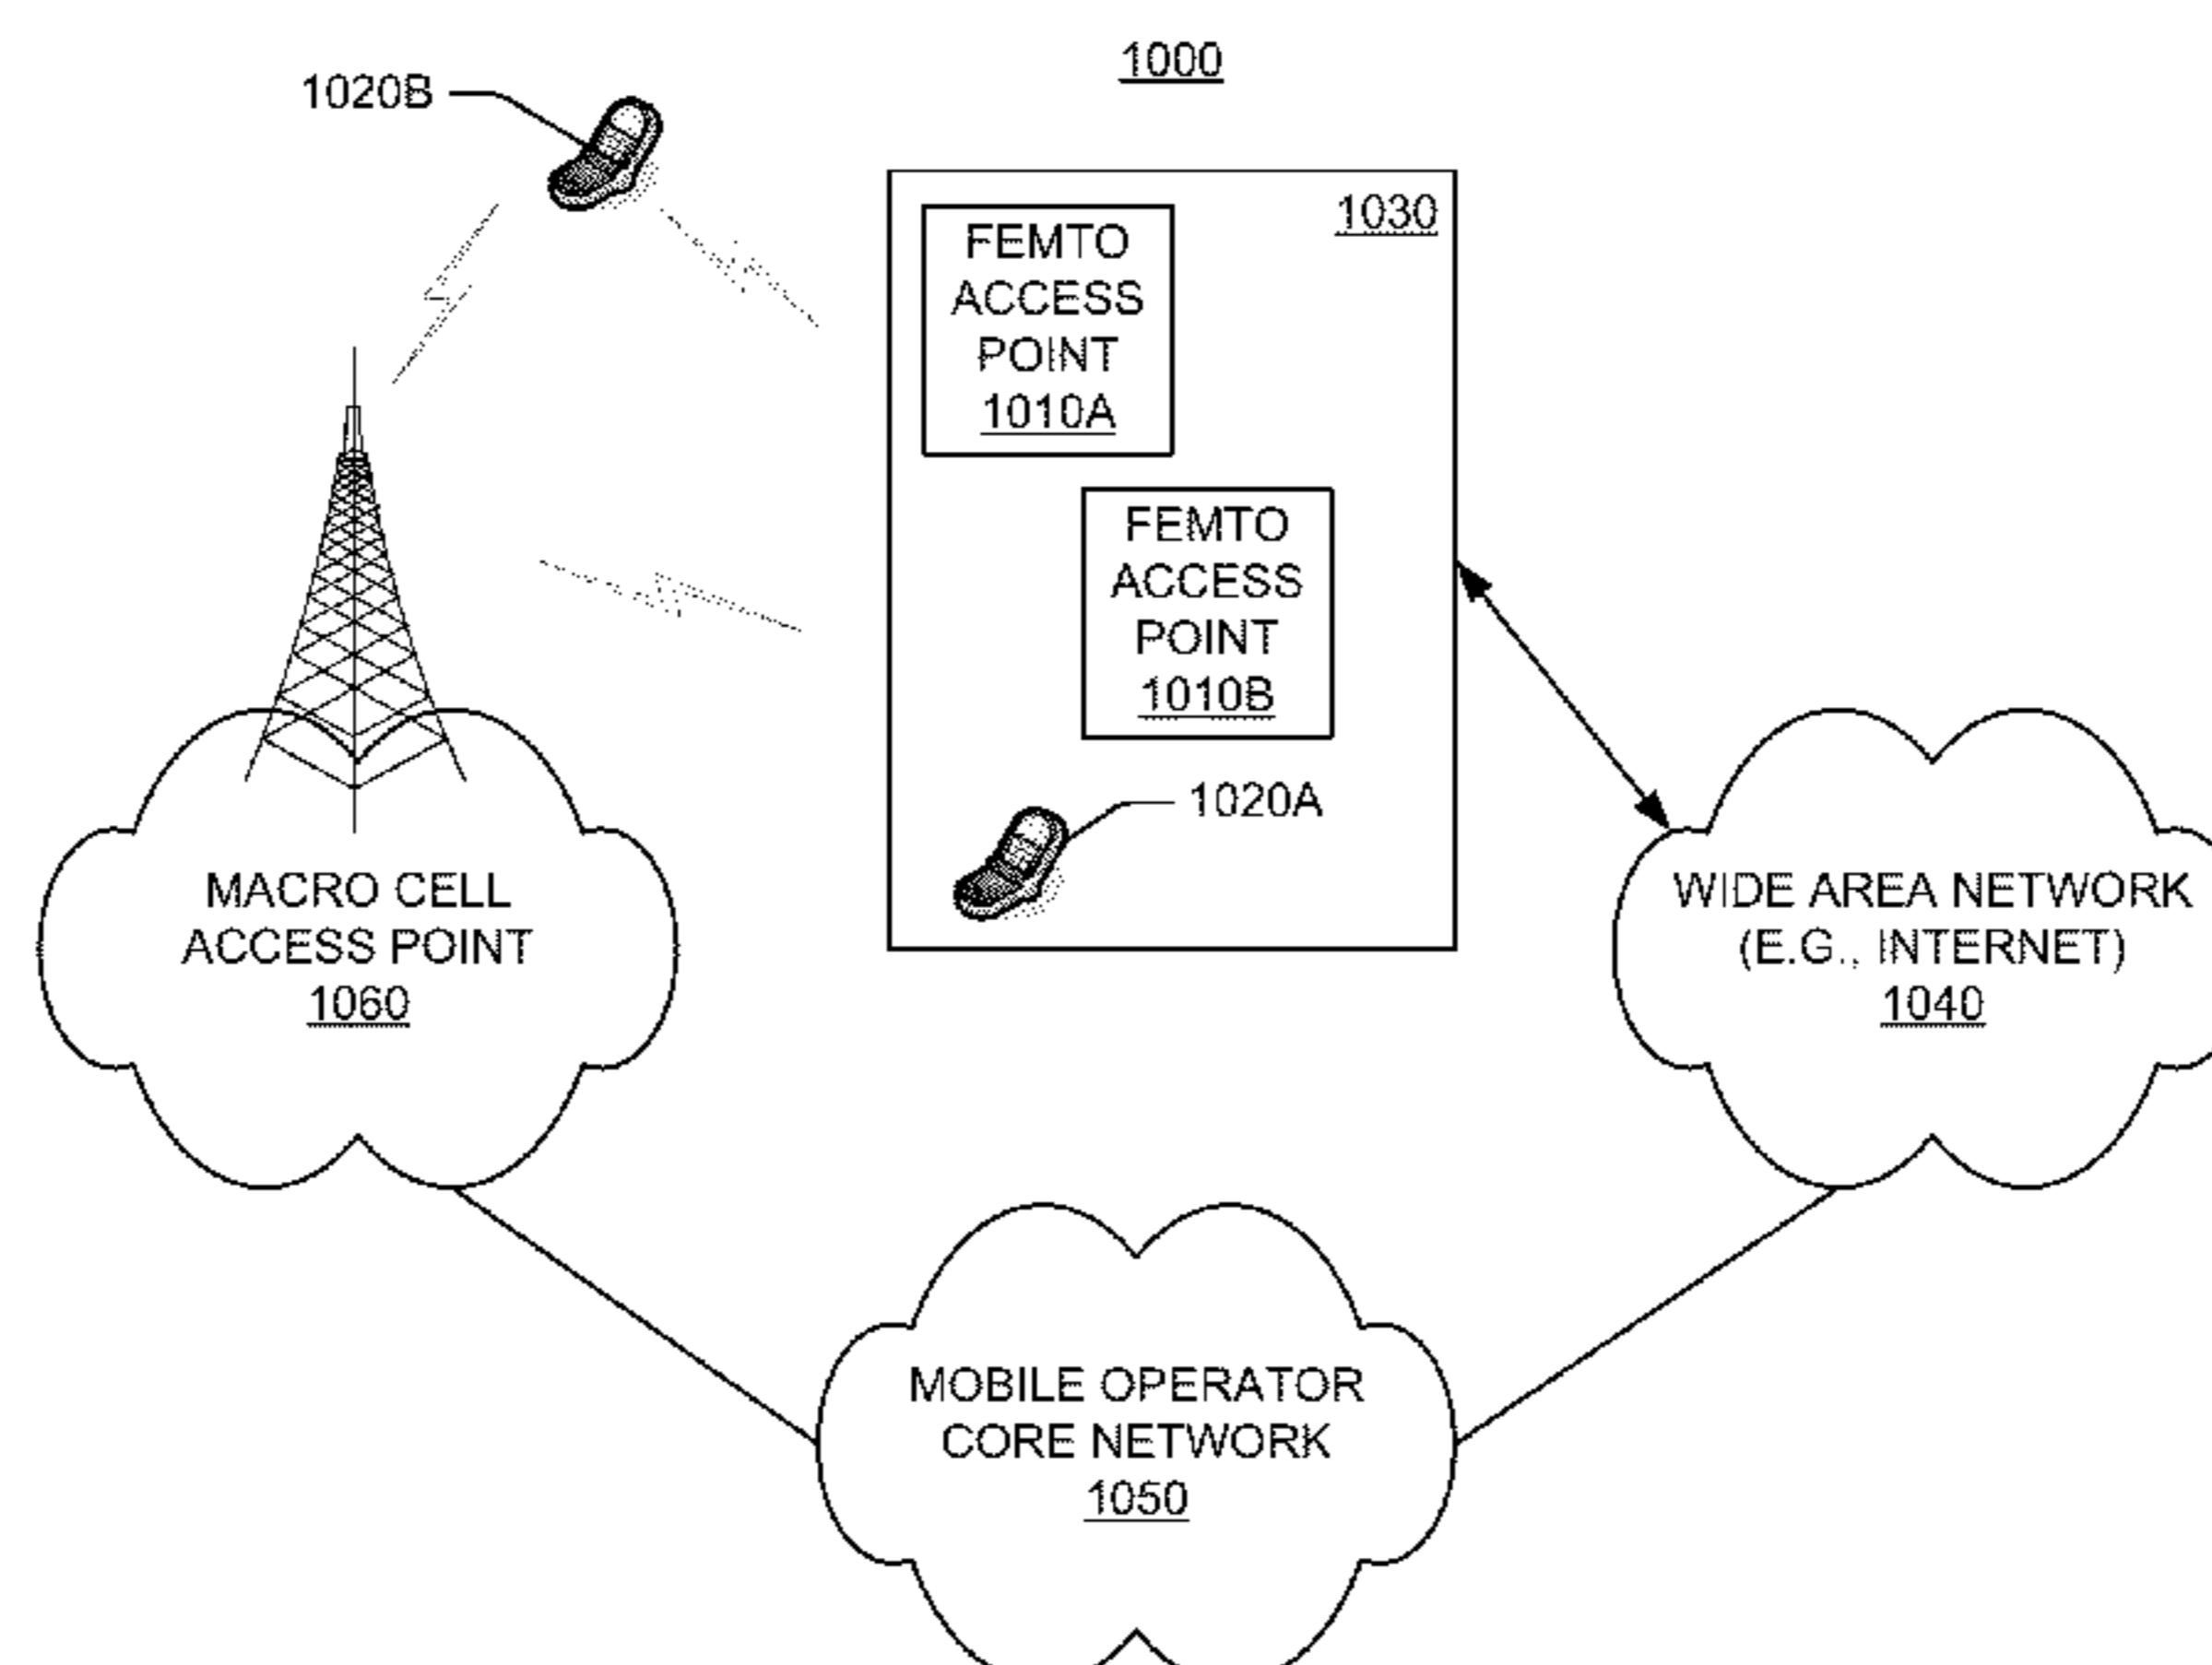 1000
1020B
1030
FEMTO
ACCESS
POINT
1010A
FEMTO
ACCESS
POINT
1010B
1020A
MACRO CELL
ACCESS POINT
1060
WIDE AREA NETWORK
(E.G., INTERNET)
1040
MOBILE OPERATOR
CORE NETWORK
1050